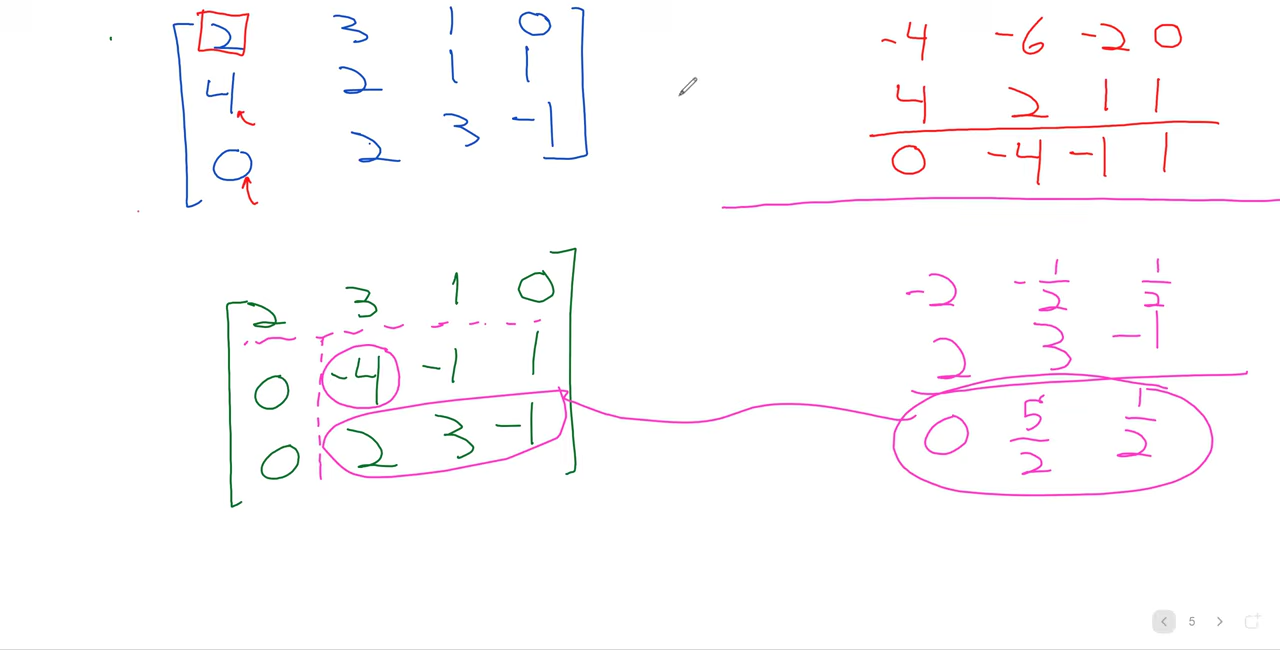 2 3 1 0
4 2 1 1
0 2 3 -1
-4 -6 -2 0
4 2 1 1
0 -4 -1 1
2 3 1 0
0 -4 -1 1
0 2 3 -1
-2 -1/2 1/2
2 3 -1
0 5/2 1/2
5